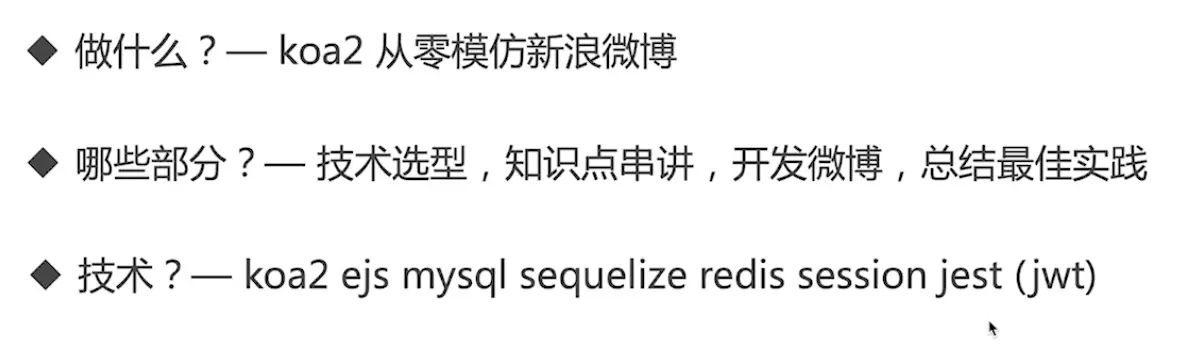 ◆ 做什么？— koa2 从零模仿新浪微博
◆ 哪些部分？— 技术选型，知识点串讲，开发微博，总结最佳实践
◆ 技术？— koa2 ejs mysql sequelize redis session jest (jwt)